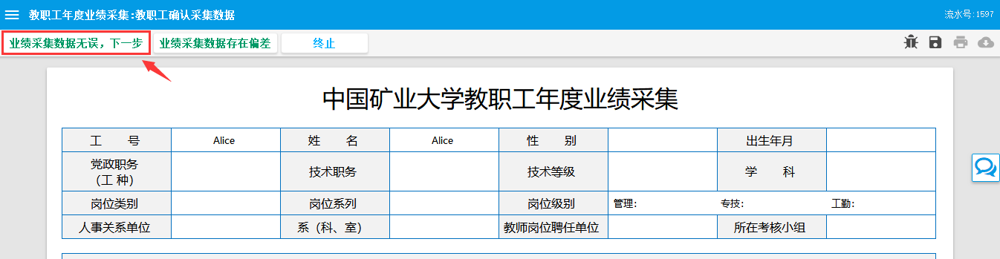 教职工年度业绩采集:教职工确认采集数据 流水号:1597
业绩采集数据无误，下一步 业绩采集数据存在偏差 终止
中国矿业大学教职工年度业绩采集
工 号 Alice 姓 名 Alice 性 别 出生年月
党政职务
（工 种） 技术职务 技术等级 学 科
岗位类别 岗位系列 岗位级别 管理： 专技： 工勤：
人事关系单位 系（科、室） 教师岗位聘任单位 所在考核小组